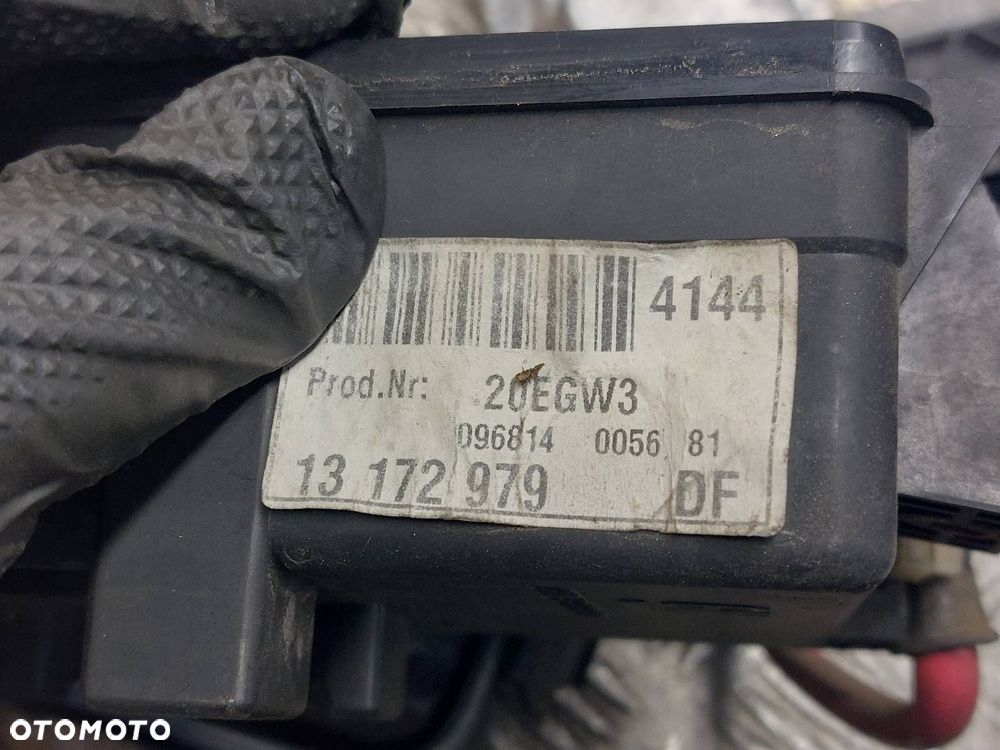 4144
Prod.Nr: 20EGW3
096814 0056 81
13 172 979 DF
OTOMOTO